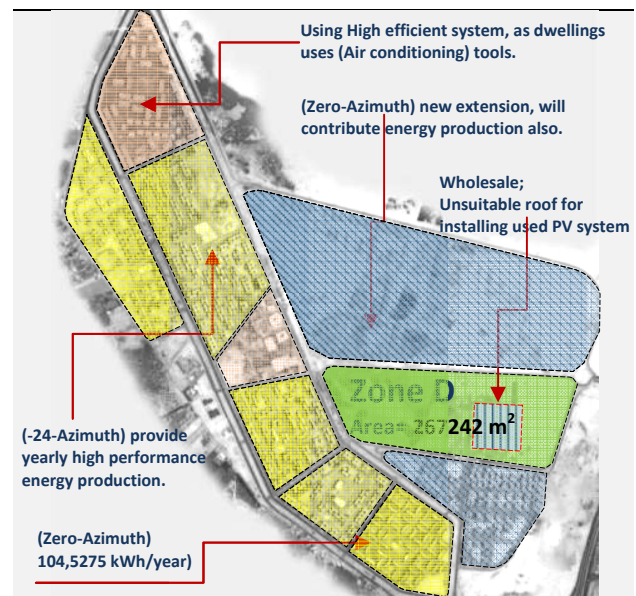 Using High efficient system, as dwellings
uses (Air conditioning) tools.
(Zero-Azimuth) new extension, will
contribute energy production also.
Wholesale;
Unsuitable roof for
installing used PV system
Zone D
Area= 267242 m²
(-24-Azimuth) provide
yearly high performance
energy production.
(Zero-Azimuth)
104,5275 kWh/year)